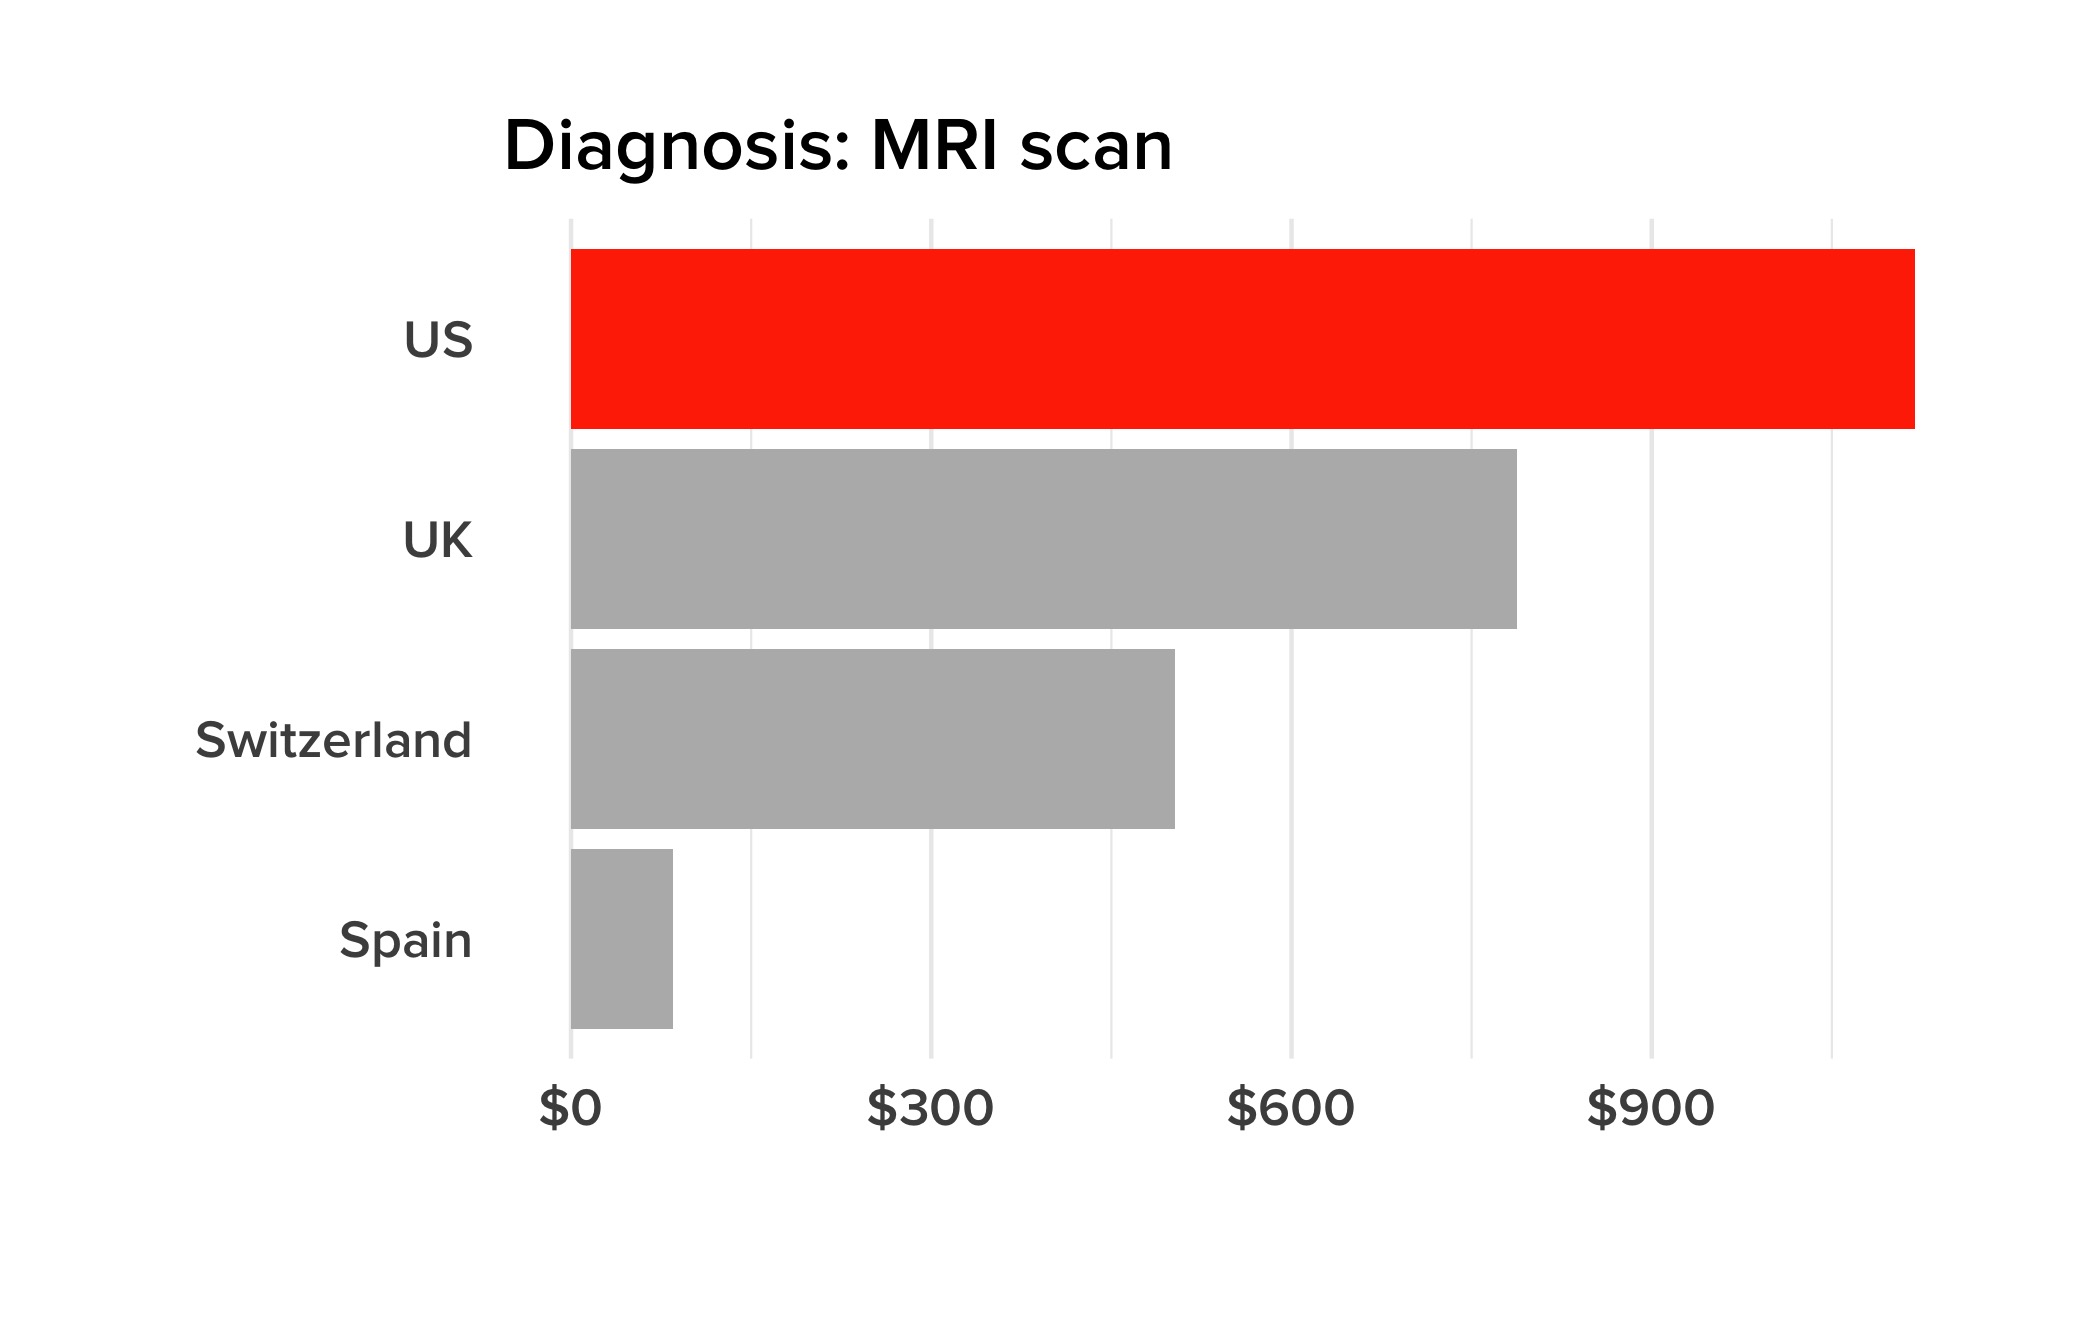 Diagnosis: MRI scan
US
UK
Switzerland
Spain
$0 $300 $600 $900